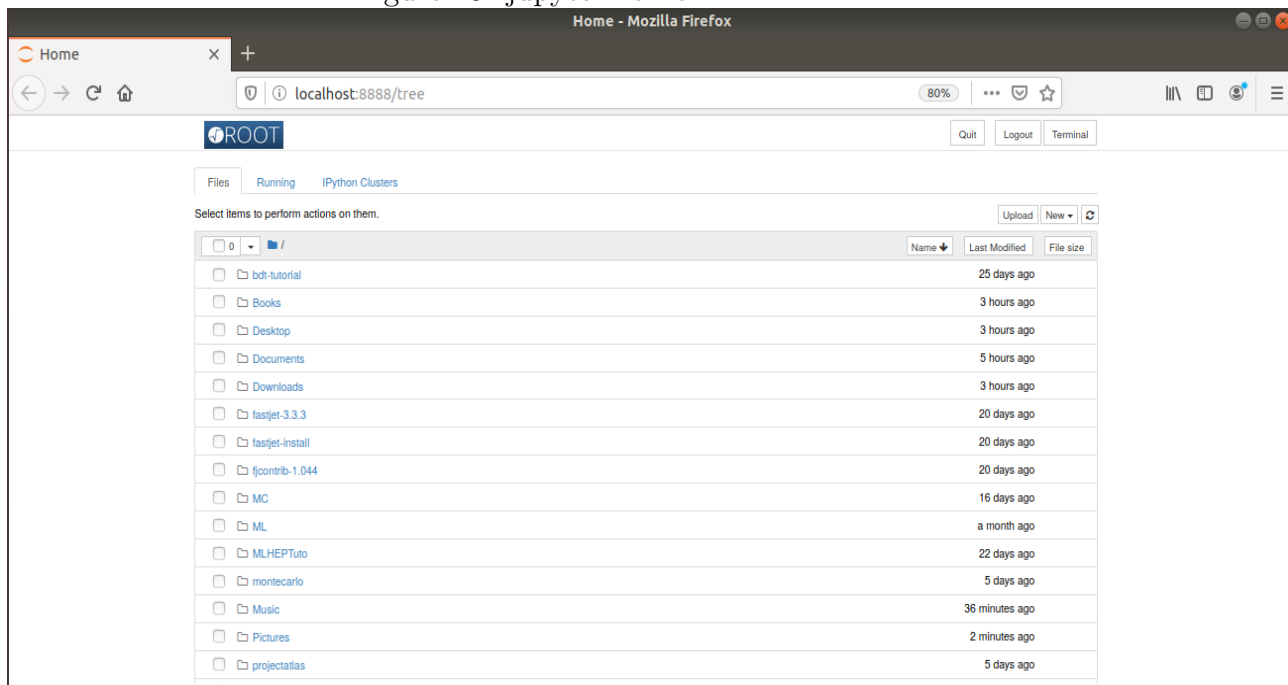 Home - Mozilla Firefox
Home
localhost:8888/tree 80%
ROOT Quit Logout Terminal
Files Running IPython Clusters
Select items to perform actions on them. Upload New
0 / Name Last Modified File size
bdt-tutorial 25 days ago
Books 3 hours ago
Desktop 3 hours ago
Documents 5 hours ago
Downloads 3 hours ago
fastjet-3.3.3 20 days ago
fastjet-install 20 days ago
fjcontrib-1.044 20 days ago
MC 16 days ago
ML a month ago
MLHEPTuto 22 days ago
montecarlo 5 days ago
Music 36 minutes ago
Pictures 2 minutes ago
projectatlas 5 days ago